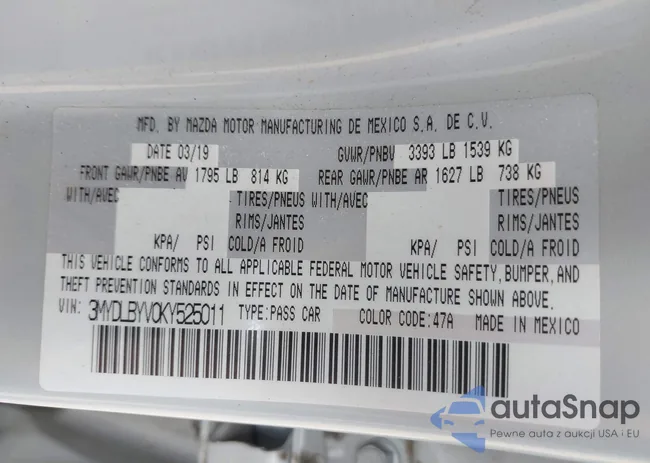 MFD. BY MAZDA MOTOR MANUFACTURING DE MEXICO S.A. DE C.V.
DATE 03/19 GVWR/PNBV 3393 LB 1539 KG
FRONT GAWR/PNBE AV 1795 LB 814 KG REAR GAWR/PNBE AR 1627 LB 738 KG
WITH/AVEC TIRES/PNEUS WITH/AVEC TIRES/PNEUS
RIMS/JANTES RIMS/JANTES
KPA/ PSI COLD/A FROID KPA/ PSI COLD/A FROID
THIS VEHICLE CONFORMS TO ALL APPLICABLE FEDERAL MOTOR VEHICLE SAFETY, BUMPER, AND
THEFT PREVENTION STANDARDS IN EFFECT ON THE DATE OF MANUFACTURE SHOWN ABOVE.
VIN: 3MYDLBYV0KY525011 TYPE:PASS CAR COLOR CODE:47A MADE IN MEXICO
autaSnap
Pewne auta z aukcji USA i EU